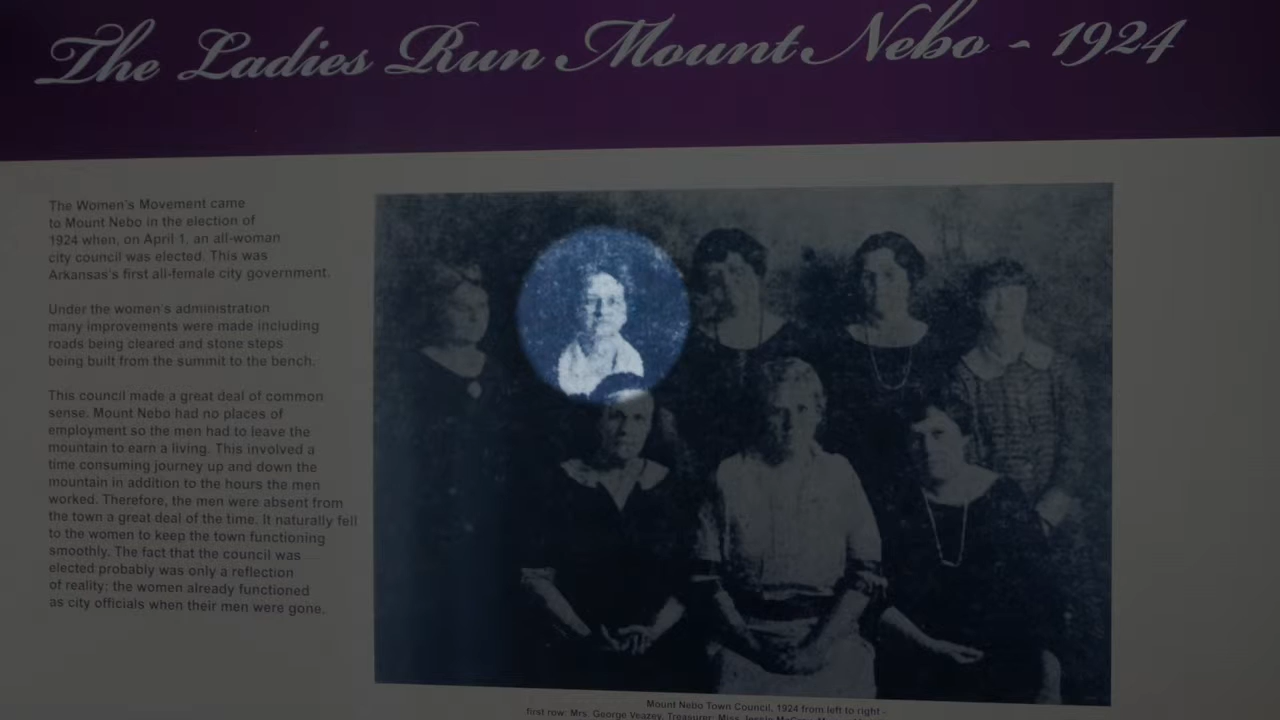 The Ladies Run Mount Nebo - 1924
The Women's Movement came
to Mount Nebo in the election of
1924 when, on April 1, an all-woman
city council was elected. This was
Arkansas's first all-female city government.
Under the women's administration
many improvements were made including
roads being cleared and stone steps
being built from the summit to the bench.
This council made a great deal of common
sense. Mount Nebo had no places of
employment so the men had to leave the
mountain to earn a living. This involved a
time consuming journey up and down the
mountain in addition to the hours the men
worked. Therefore, the men were absent from
the town a great deal of the time. It naturally fell
to the women to keep the town functioning
smoothly. The fact that the council was
elected probably was only a reflection
of reality: the women already functioned
as city officials when their men were gone.
Mount Nebo Town Council, 1924 from left to right -
first row: Mrs. George Veazey, Treasurer; Miss Jessie